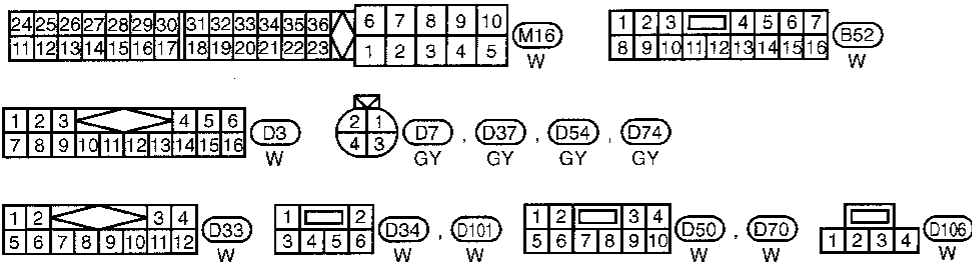 24 25 26 27 28 29 30 31 32 33 34 35 36 6 7 8 9 10
11 12 13 14 15 16 17 18 19 20 21 22 23 1 2 3 4 5
M16
W
1 2 3 4 5 6 7
8 9 10 11 12 13 14 15 16
B52
W
1 2 3 4 5 6
7 8 9 10 11 12 13 14 15 16
D3
W
2 1
4 3
D7 , D37 , D54 , D74
GY GY GY GY
1 2 3 4
5 6 7 8 9 10 11 12
D33
W
1 2
3 4 5 6
D34 , D101
W W
1 2 3 4
5 6 7 8 9 10
D50 , D70
W W
1 2 3 4
D106
W